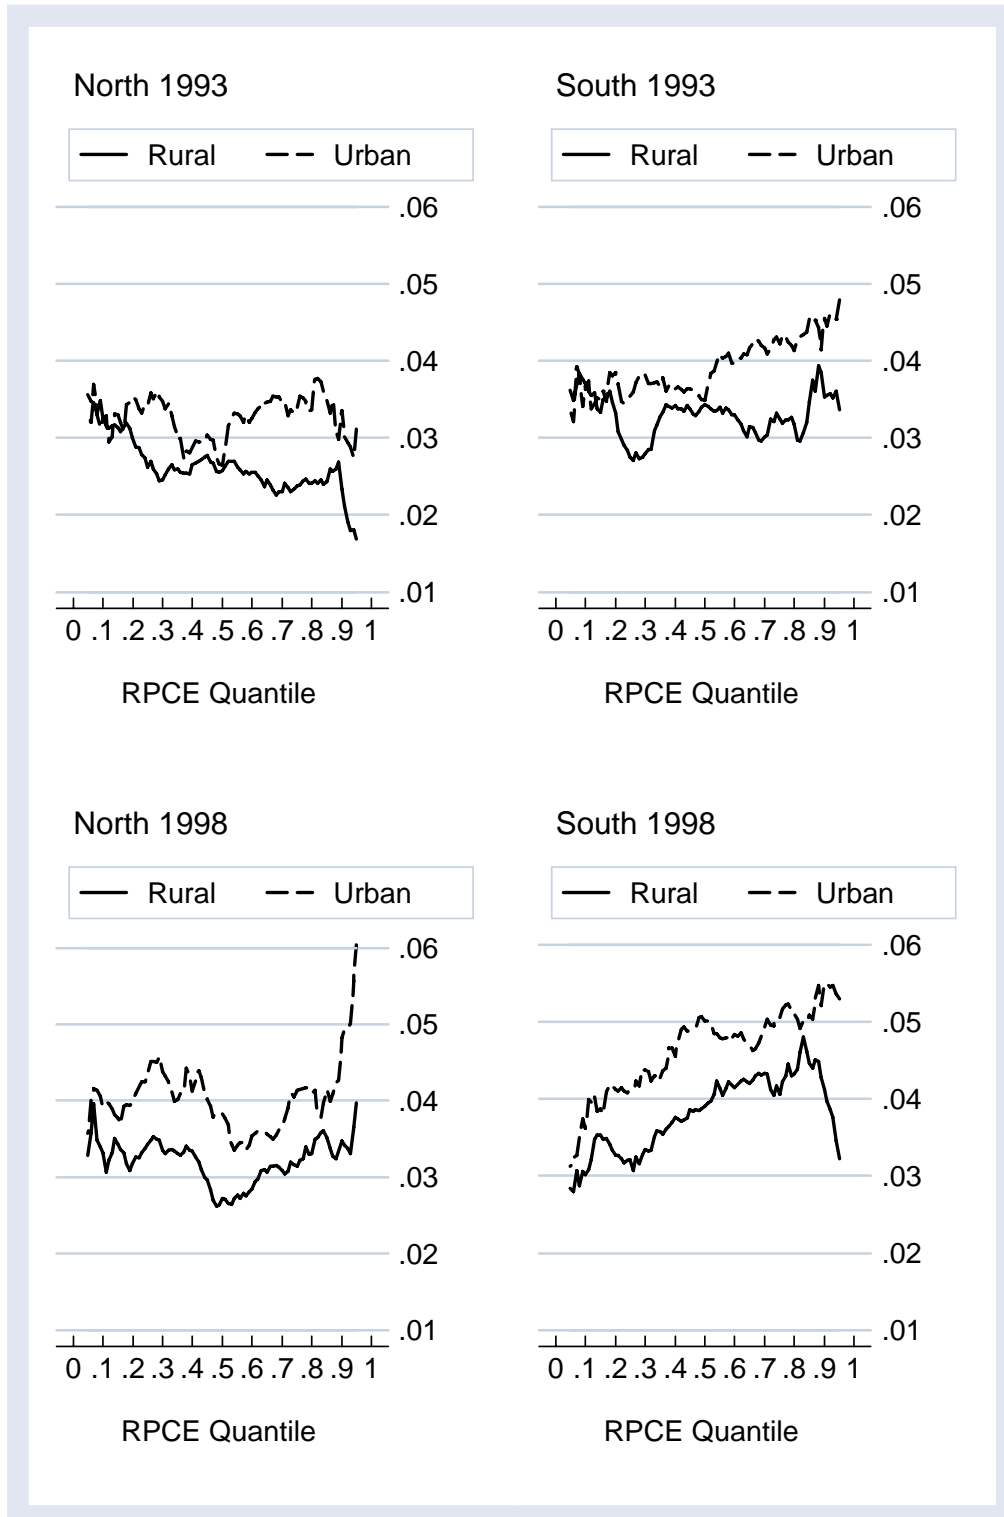 North 1993
Rural Urban
.06
.05
.04
.03
.02
.01
0 .1 .2 .3 .4 .5 .6 .7 .8 .9 1
RPCE Quantile
South 1993
Rural Urban
.06
.05
.04
.03
.02
.01
0 .1 .2 .3 .4 .5 .6 .7 .8 .9 1
RPCE Quantile
North 1998
Rural Urban
.06
.05
.04
.03
.02
.01
0 .1 .2 .3 .4 .5 .6 .7 .8 .9 1
RPCE Quantile
South 1998
Rural Urban
.06
.05
.04
.03
.02
.01
0 .1 .2 .3 .4 .5 .6 .7 .8 .9 1
RPCE Quantile